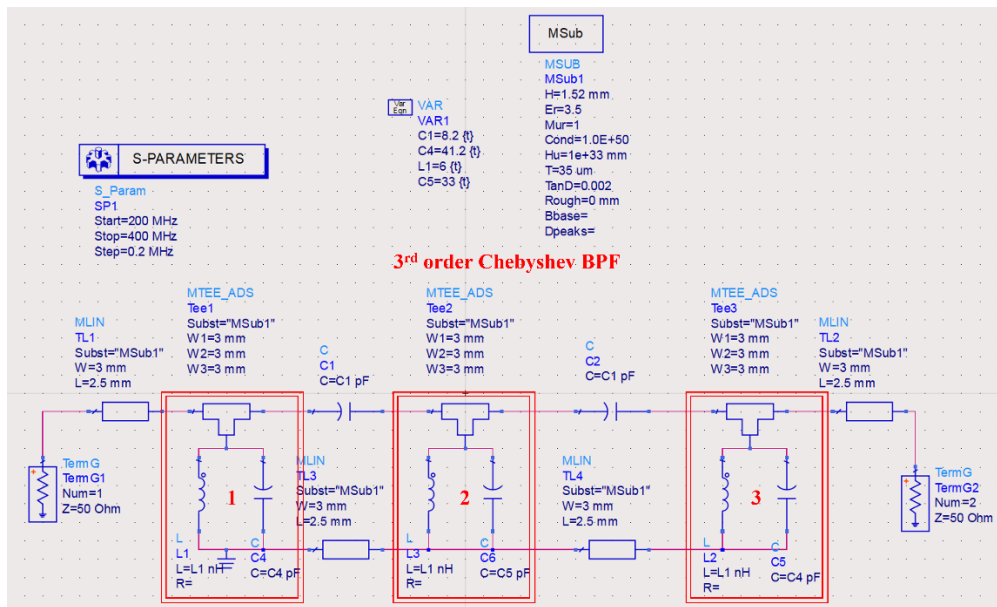 MSub
MSUB
MSub1
H=1.52 mm
Er=3.5
Mur=1
Cond=1.0E+50
Hu=1e+33 mm
T=35 um
TanD=0.002
Rough=0 mm
Bbase=
Dpeaks=
Var
Eqn
VAR
VAR1
C1=8.2 {t}
C4=41.2 {t}
L1=6 {t}
C5=33 {t}
S-PARAMETERS
S_Param
SP1
Start=200 MHz
Stop=400 MHz
Step=0.2 MHz
3rd order Chebyshev BPF
MLIN
TL1
Subst="MSub1"
W=3 mm
L=2.5 mm
MTEE_ADS
Tee1
Subst="MSub1"
W1=3 mm
W2=3 mm
W3=3 mm
C
C1
C=C1 pF
MTEE_ADS
Tee2
Subst="MSub1"
W1=3 mm
W2=3 mm
W3=3 mm
C
C2
C=C1 pF
MTEE_ADS
Tee3
Subst="MSub1"
W1=3 mm
W2=3 mm
W3=3 mm
MLIN
TL2
Subst="MSub1"
W=3 mm
L=2.5 mm
TermG
TermG1
Num=1
Z=50 Ohm
1
L
L1
L=L1 nH
R=
C
C4
C=C4 pF
MLIN
TL3
Subst="MSub1"
W=3 mm
L=2.5 mm
2
L
L3
L=L1 nH
R=
C
C6
C=C5 pF
MLIN
TL4
Subst="MSub1"
W=3 mm
L=2.5 mm
3
L
L2
L=L1 nH
R=
C
C5
C=C4 pF
TermG
TermG2
Num=2
Z=50 Ohm